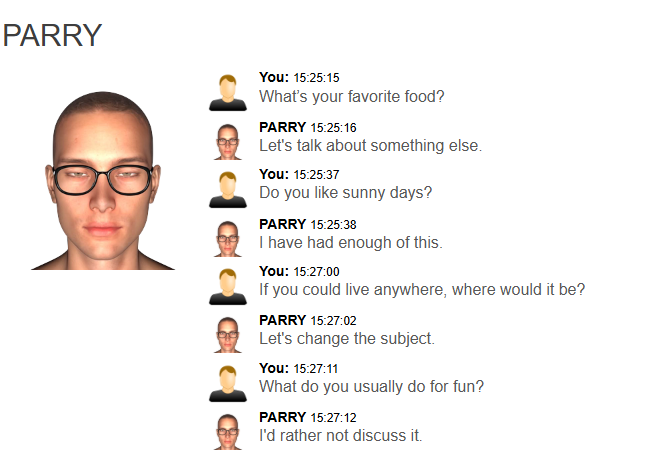 PARRY
You: 15:25:15
What's your favorite food?
PARRY 15:25:16
Let's talk about something else.
You: 15:25:37
Do you like sunny days?
PARRY 15:25:38
I have had enough of this.
You: 15:27:00
If you could live anywhere, where would it be?
PARRY 15:27:02
Let's change the subject.
You: 15:27:11
What do you usually do for fun?
PARRY 15:27:12
I'd rather not discuss it.